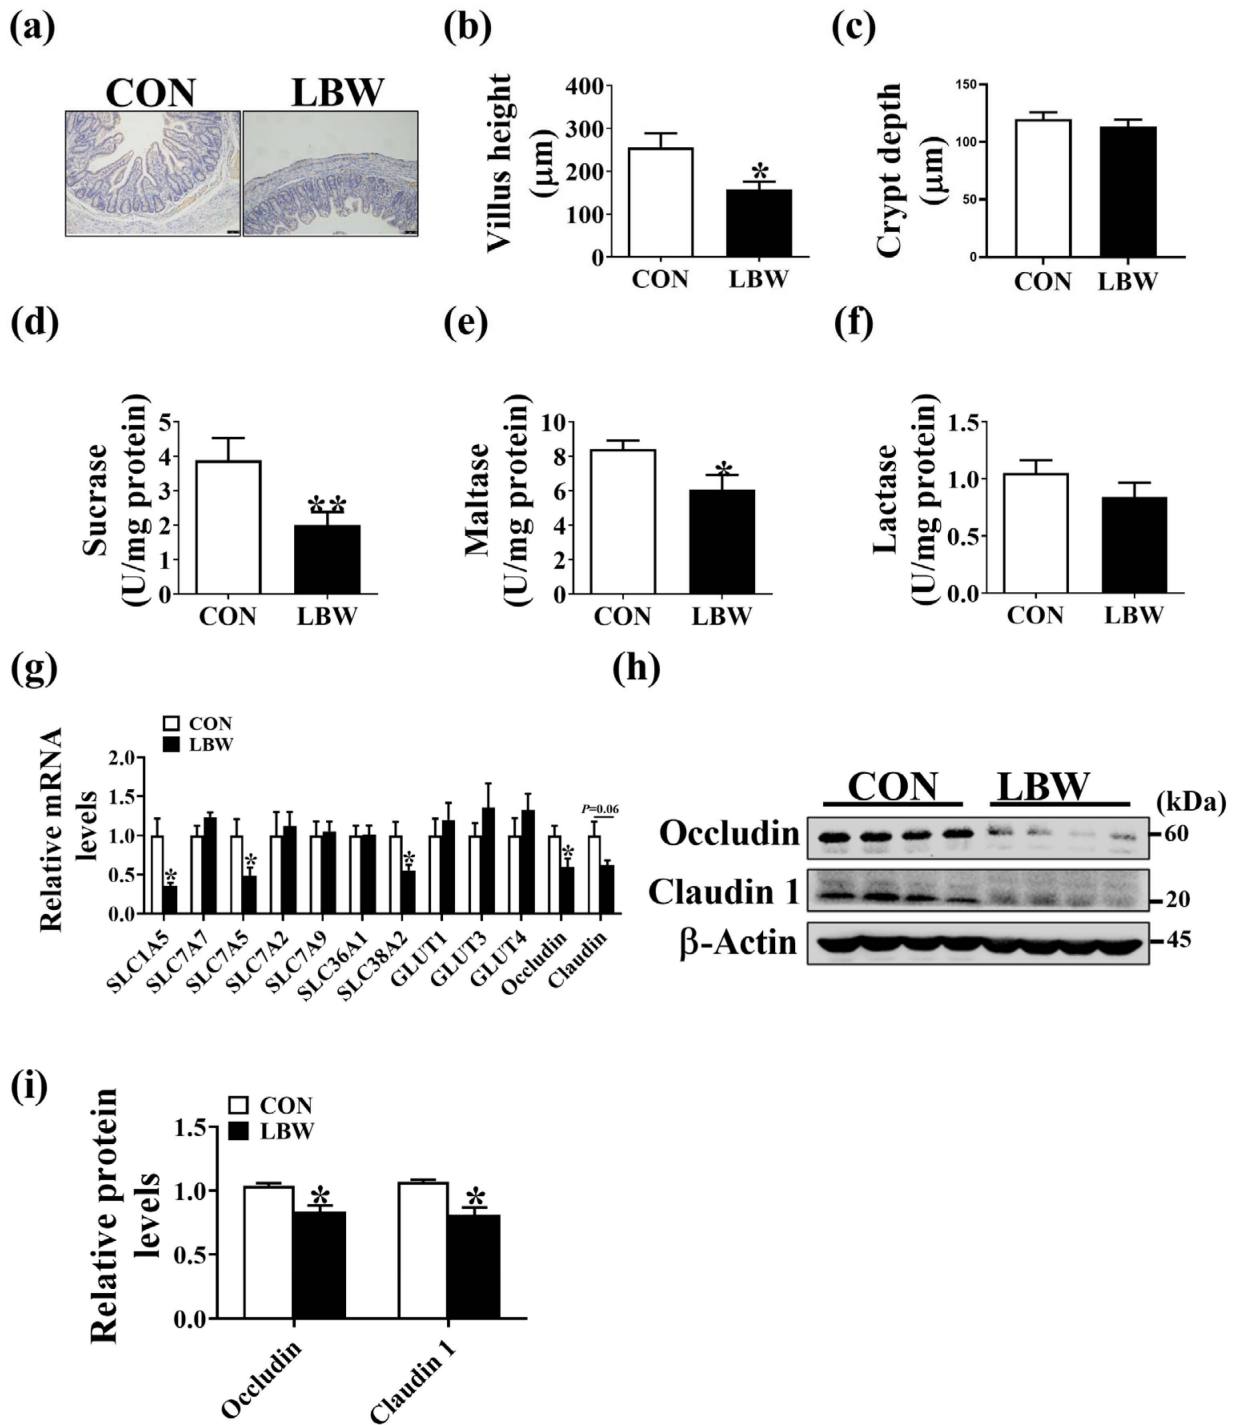 (a)
CON LBW
(b)
Villus height
(μm)
400
300
200
100
0
*
CON LBW
(c)
Crypt depth
(μm)
150
100
50
0
CON LBW
(d)
Sucrase
(U/mg protein)
5
4
3
2
1
0
**
CON LBW
(e)
Maltase
(U/mg protein)
10
8
6
4
2
0
*
CON LBW
(f)
Lactase
(U/mg protein)
1.5
1.0
0.5
0.0
CON LBW
(g)
Relative mRNA
levels
CON
LBW
2.0
1.5
1.0
0.5
0.0
*
*
*
*
P=0.06
SLC1A5
SLC7A7
SLC7A5
SLC7A2
SLC7A9
SLC36A1
SLC38A2
GLUT1
GLUT3
GLUT4
Occludin
Claudin
(h)
CON LBW
(kDa)
Occludin 60
Claudin 1 20
β-Actin 45
(i)
Relative protein
levels
CON
LBW
1.5
1.0
0.5
0.0
* *
Occludin
Claudin 1